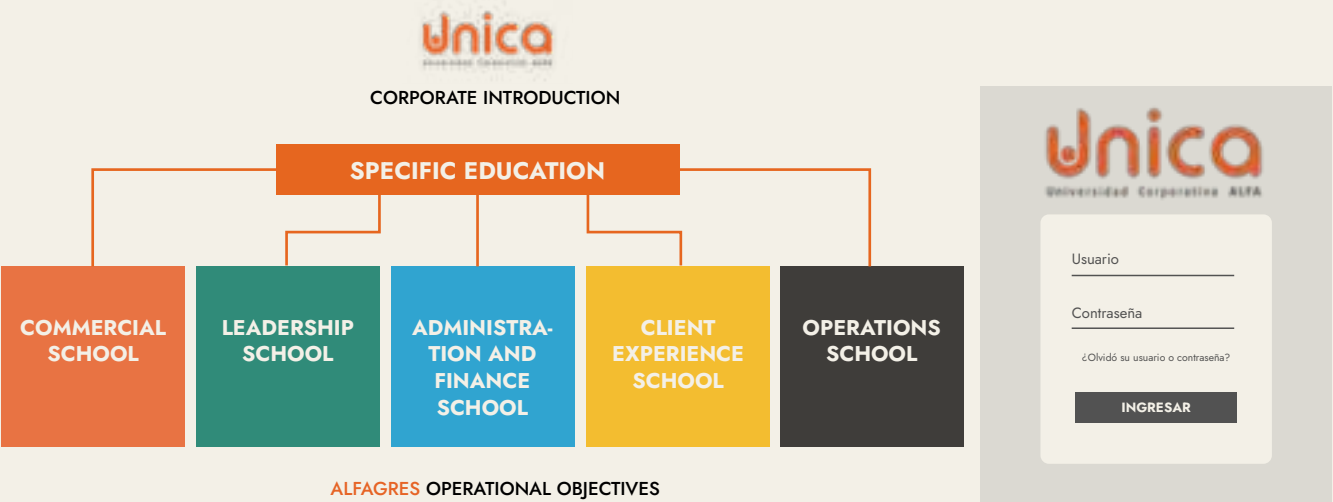 Unica
CORPORATE INTRODUCTION
SPECIFIC EDUCATION
COMMERCIAL
SCHOOL
LEADERSHIP
SCHOOL
ADMINISTRA-
TION AND
FINANCE
SCHOOL
CLIENT
EXPERIENCE
SCHOOL
OPERATIONS
SCHOOL
ALFAGRES OPERATIONAL OBJECTIVES
Unica
Universidad Corporativa ALFA
Usuario
Contraseña
¿Olvidó su usuario o contraseña?
INGRESAR